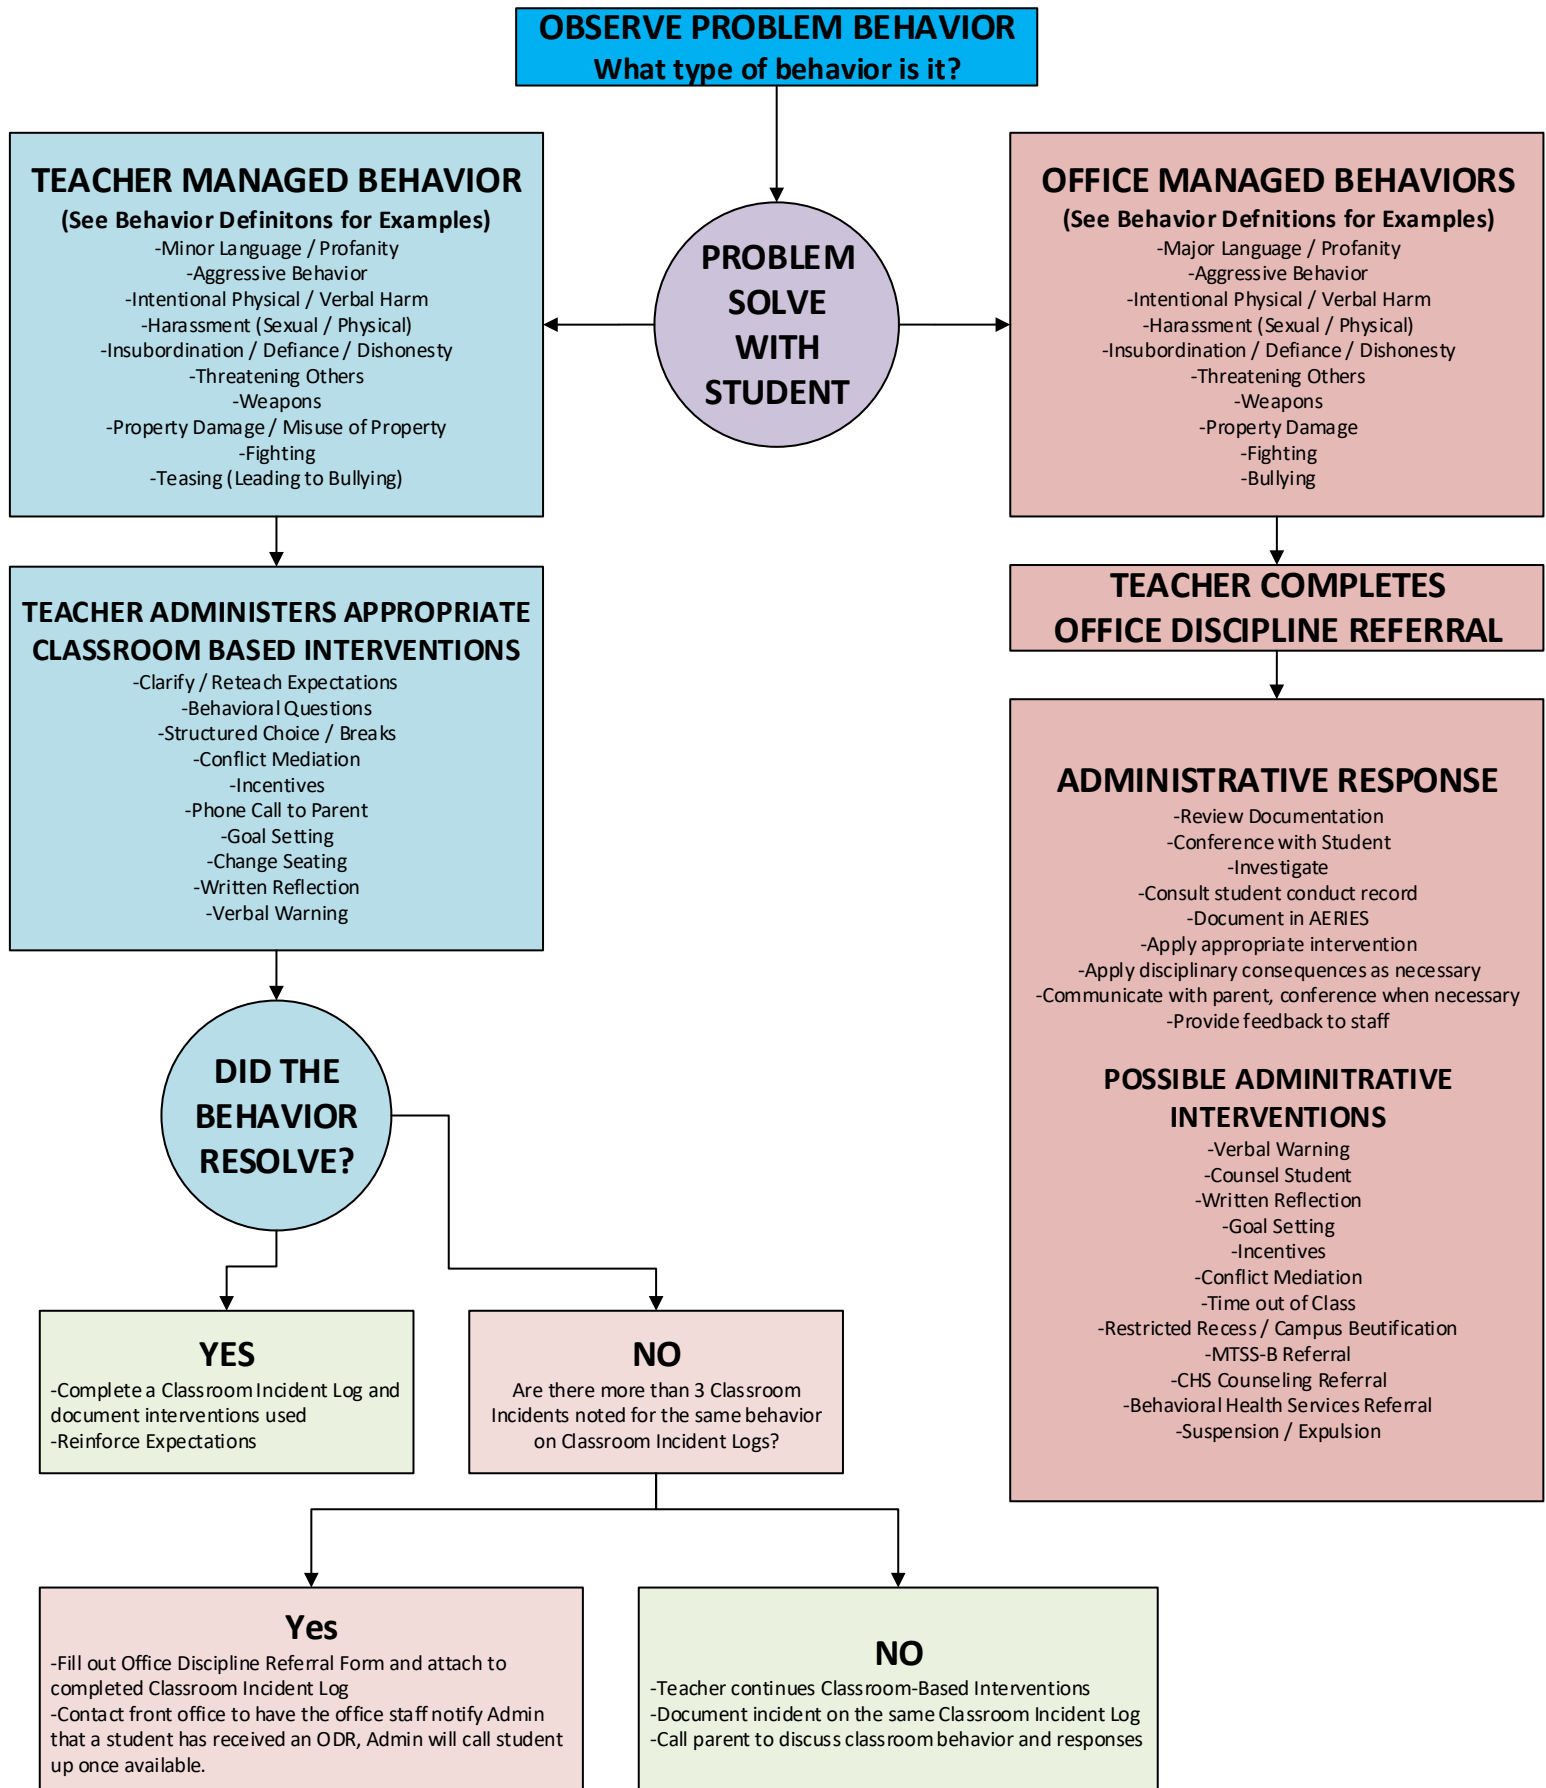 OBSERVE PROBLEM BEHAVIOR
What type of behavior is it?
TEACHER MANAGED BEHAVIOR
(See Behavior Definitons for Examples)
-Minor Language / Profanity
-Aggressive Behavior
-Intentional Physical / Verbal Harm
-Harassment (Sexual / Physical)
-Insubordination / Defiance / Dishonesty
-Threatening Others
-Weapons
-Property Damage / Misuse of Property
-Fighting
-Teasing (Leading to Bullying)
PROBLEM
SOLVE
WITH
STUDENT
OFFICE MANAGED BEHAVIORS
(See Behavior Defnitions for Examples)
-Major Language / Profanity
-Aggressive Behavior
-Intentional Physical / Verbal Harm
-Harassment (Sexual / Physical)
-Insubordination / Defiance / Dishonesty
-Threatening Others
-Weapons
-Property Damage
-Fighting
-Bullying
TEACHER ADMINISTERS APPROPRIATE
CLASSROOM BASED INTERVENTIONS
-Clarify / Reteach Expectations
-Behavioral Questions
-Structured Choice / Breaks
-Conflict Mediation
-Incentives
-Phone Call to Parent
-Goal Setting
-Change Seating
-Written Reflection
-Verbal Warning
TEACHER COMPLETES
OFFICE DISCIPLINE REFERRAL
ADMINISTRATIVE RESPONSE
-Review Documentation
-Conference with Student
-Investigate
-Consult student conduct record
-Document in AERIES
-Apply appropriate intervention
-Apply disciplinary consequences as necessary
-Communicate with parent, conference when necessary
-Provide feedback to staff
POSSIBLE ADMINITRATIVE
INTERVENTIONS
-Verbal Warning
-Counsel Student
-Written Reflection
-Goal Setting
-Incentives
-Conflict Mediation
-Time out of Class
-Restricted Recess / Campus Beutification
-MTSS-B Referral
-CHS Counseling Referral
-Behavioral Health Services Referral
-Suspension / Expulsion
DID THE
BEHAVIOR
RESOLVE?
YES
-Complete a Classroom Incident Log and
document interventions used
-Reinforce Expectations
NO
Are there more than 3 Classroom
Incidents noted for the same behavior
on Classroom Incident Logs?
Yes
-Fill out Office Discipline Referral Form and attach to
completed Classroom Incident Log
-Contact front office to have the office staff notify Admin
that a student has received an ODR, Admin will call student
up once available.
NO
-Teacher continues Classroom-Based Interventions
-Document incident on the same Classroom Incident Log
-Call parent to discuss classroom behavior and responses